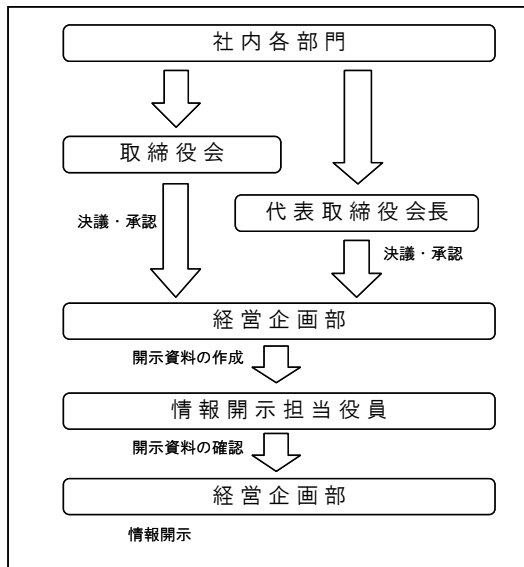 社内各部門
取締役会
代表取締役会長
決議・承認
決議・承認
経営企画部
開示資料の作成
情報開示担当役員
開示資料の確認
経営企画部
情報開示